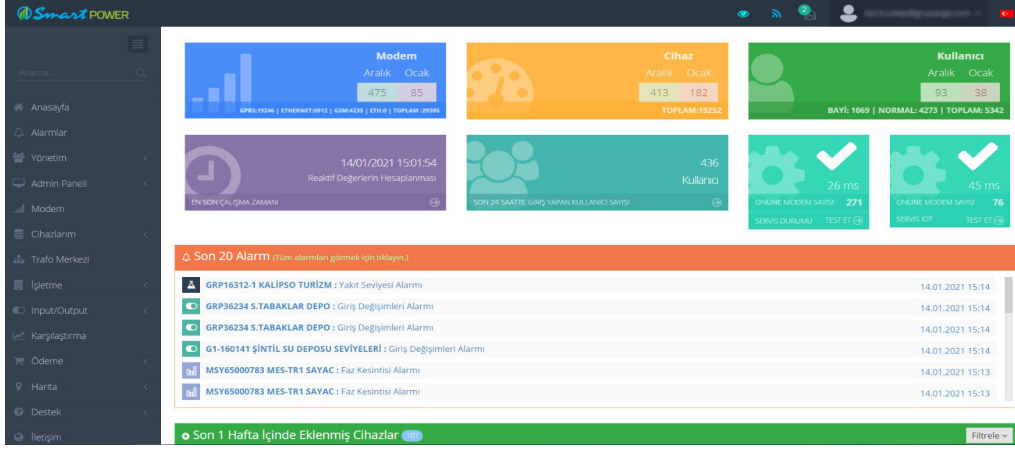 Smart POWER
2
Arama ...
Anasayfa
Alarmlar
Yönetim
Admin Paneli
Modem
Cihazlarım
Trafo Merkezi
İşletme
Input/Output
Karşılaştırma
Ödeme
Harita
Destek
İletişim
Modem
Aralık Ocak
475 85
GPRS:19246 | ETHERNET:5912 | GSM:4235 | ETH:0 | TOPLAM :29395
Cihaz
Aralık Ocak
413 182
TOPLAM:19252
Kullanıcı
Aralık Ocak
93 38
BAYİ: 1069 | NORMAL: 4273 | TOPLAM: 5342
14/01/2021 15:01:54
Reaktif Değerlerin Hesaplanması
EN SON ÇALIŞMA ZAMANI
436
Kullanıcı
SON 24 SAATTE GİRİŞ YAPAN KULLANICI SAYISI
26 ms
ONLINE MODEM SAYISI 271
SERVIS DURUMU TEST ET
45 ms
ONLINE MODEM SAYISI 76
SERVIS IOT TEST ET
Son 20 Alarm (Tüm alarmları görmek için tıklayın.)
GRP16312-1 KALİPSO TURİZM : Yakıt Seviyesi Alarmı 14.01.2021 15:14
GRP36234 S.TABAKLAR DEPO : Giriş Değişimleri Alarmı 14.01.2021 15:14
GRP36234 S.TABAKLAR DEPO : Giriş Değişimleri Alarmı 14.01.2021 15:14
G1-160141 ŞİNTİL SU DEPOSU SEVİYELERİ : Giriş Değişimleri Alarmı 14.01.2021 15:14
MSY65000783 MES-TR1 SAYAC : Faz Kesintisi Alarmı 14.01.2021 15:13
MSY65000783 MES-TR1 SAYAC : Faz Kesintisi Alarmı 14.01.2021 15:13
Son 1 Hafta İçinde Eklenmiş Cihazlar 107
Filtrele